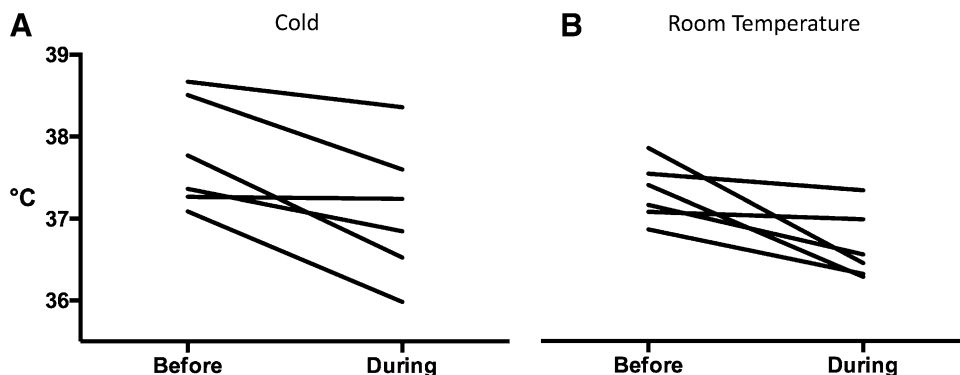 A
Cold
B
Room Temperature
39
38
°C
37
36
Before
During
Before
During